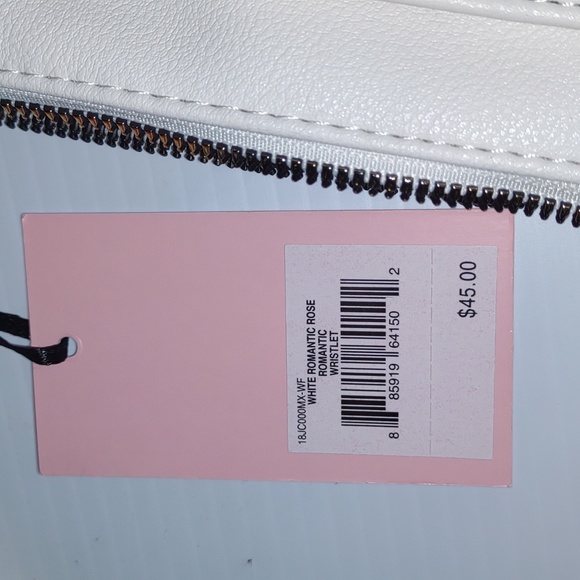 18JC000MX-WF
WHITE ROMANTIC ROSE
ROMANTIC
WRISTLET
8 85919 64150 2
$45.00